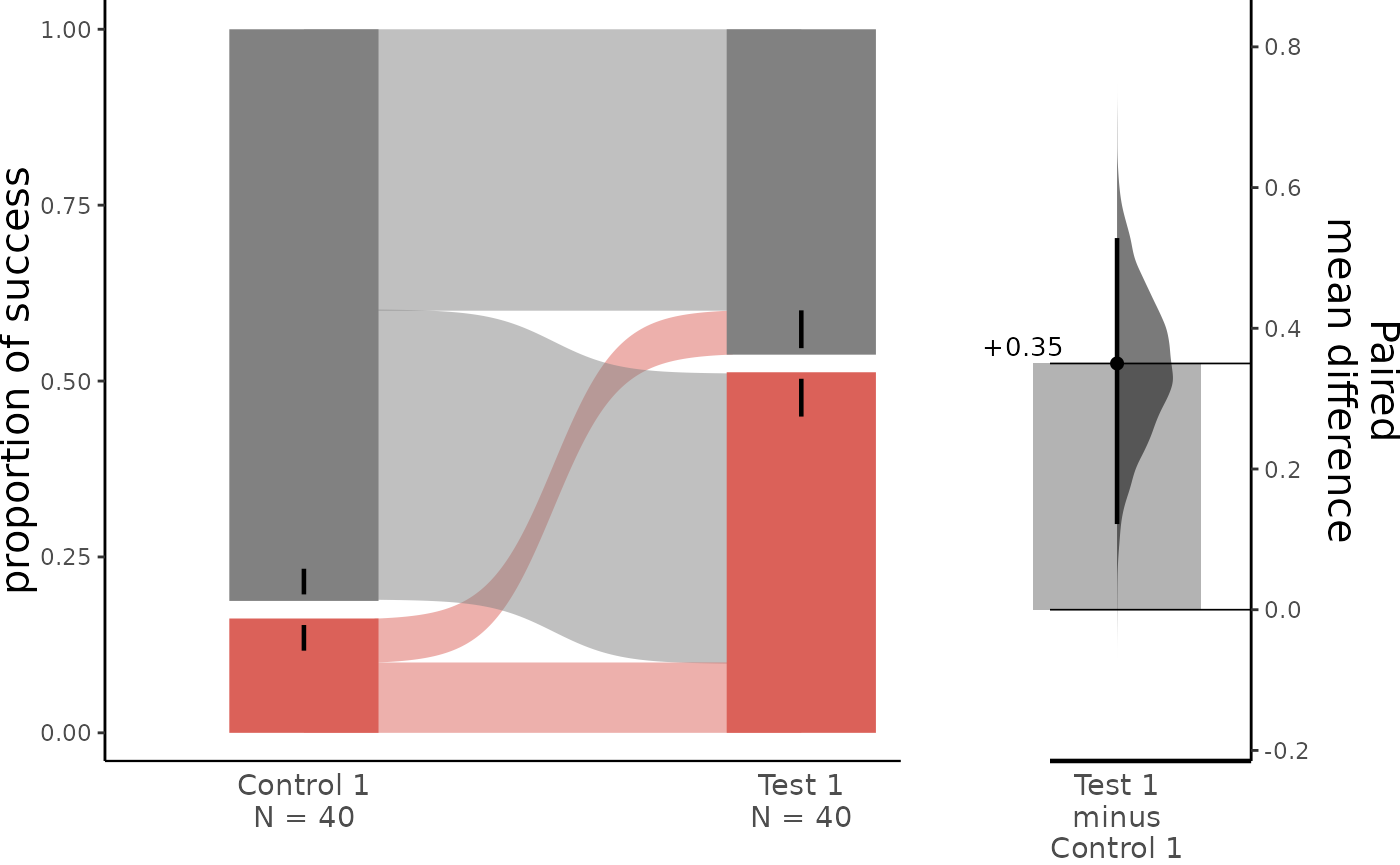 proportion of success
1.00
0.75
0.50
0.25
0.00
Control 1
N = 40
Test 1
N = 40
+0.35
0.8
0.6
0.4
0.2
0.0
-0.2
Paired
mean difference
Test 1
minus
Control 1